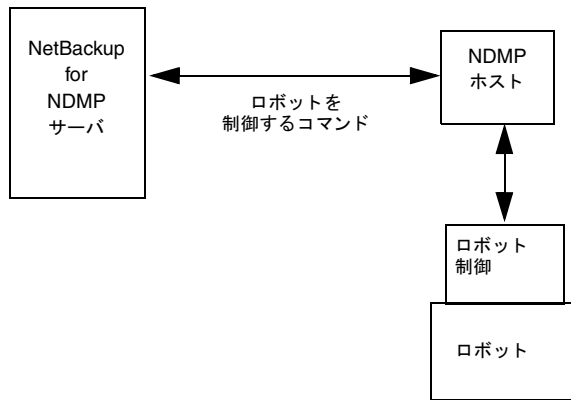 NetBackup
for
NDMP
サーバ
ロボットを
制御するコマンド
NDMP
ホスト
ロボット
制御
ロボット